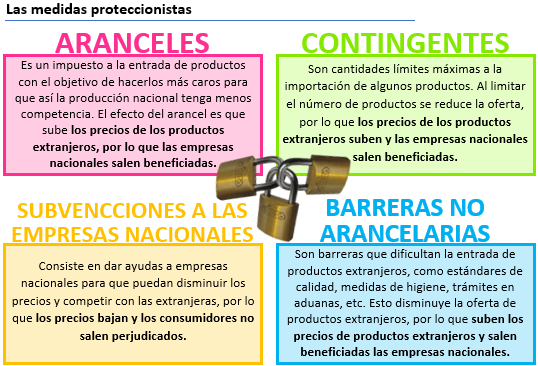 Las medidas proteccionistas
ARANCELES
Es un impuesto a la entrada de productos
con el objetivo de hacerlos más caros para
que así la producción nacional tenga menos
competencia. El efecto del arancel es que
sube los precios de los productos
extranjeros, por lo que las empresas
nacionales salen beneficiadas.
CONTINGENTES
Son cantidades límites máximas a la
importación de algunos productos. Al limitar
el número de productos se reduce la oferta,
por lo que los precios de los productos
extranjeros suben y las empresas nacionales
salen beneficiadas.
SUBVENCCIONES A LAS
EMPRESAS NACIONALES
Consiste en dar ayudas a empresas
nacionales para que puedan disminuir los
precios y competir con las extranjeras, por lo
que los precios bajan y los consumidores no
salen perjudicados.
BARRERAS NO
ARANCELARIAS
Son barreras que dificultan la entrada de
productos extranjeros, como estándares de
calidad, medidas de higiene, trámites en
aduanas, etc. Esto disminuye la oferta de
productos extranjeros, por lo que suben los
precios de productos extranjeros y salen
beneficiadas las empresas nacionales.